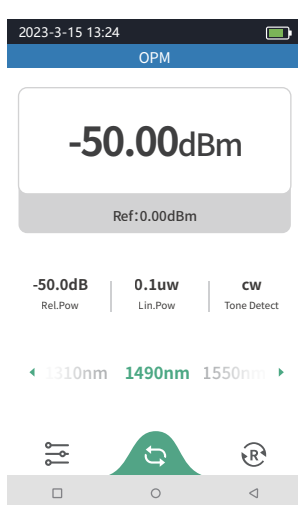 2023-3-15 13:24
OPM
-50.00dBm
Ref:0.00dBm
-50.0dB 0.1uw cw
Rel.Pow Lin.Pow Tone Detect
1310nm 1490nm 1550nm
R